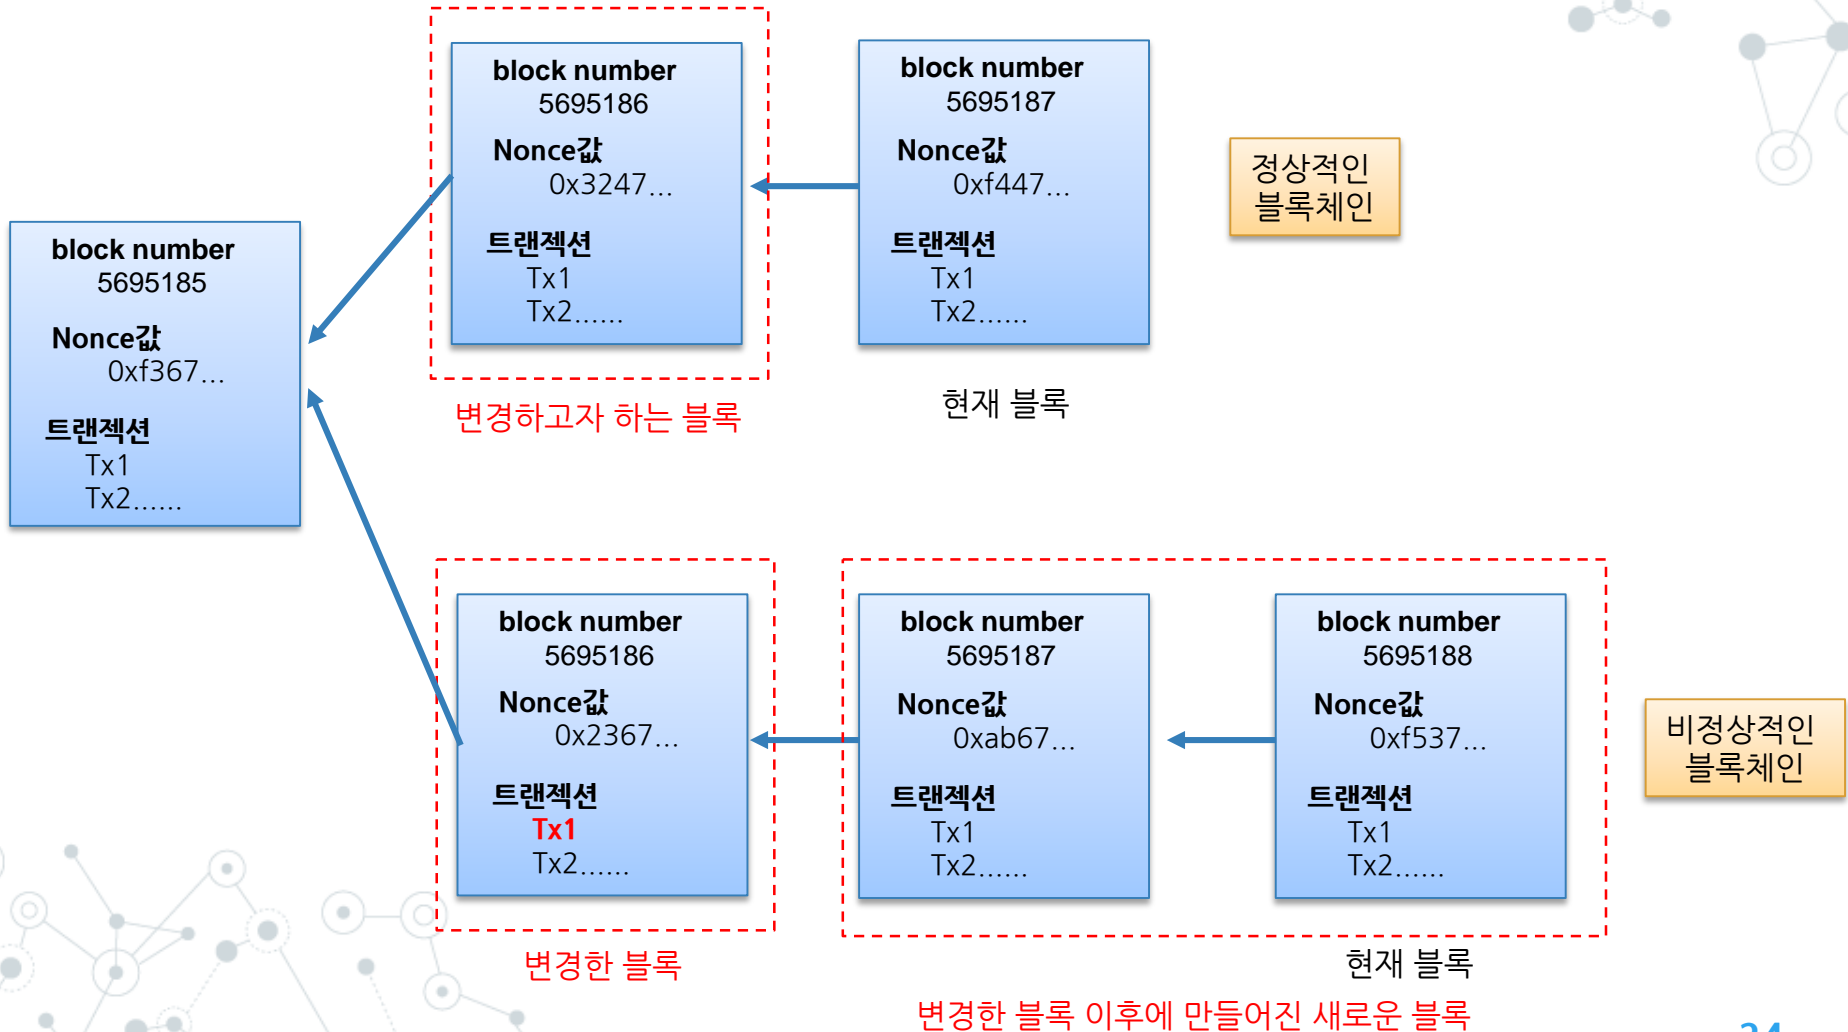 block number
5695185
Nonce값
0xf367...
트랜젝션
Tx1
Tx2......
block number
5695186
Nonce값
0x3247...
트랜젝션
Tx1
Tx2......
변경하고자 하는 블록
block number
5695187
Nonce값
0xf447...
트랜젝션
Tx1
Tx2......
현재 블록
정상적인
블록체인
block number
5695186
Nonce값
0x2367...
트랜젝션
Tx1
Tx2......
변경한 블록
block number
5695187
Nonce값
0xab67...
트랜젝션
Tx1
Tx2......
block number
5695188
Nonce값
0xf537...
트랜젝션
Tx1
Tx2......
현재 블록
변경한 블록 이후에 만들어진 새로운 블록
비정상적인
블록체인